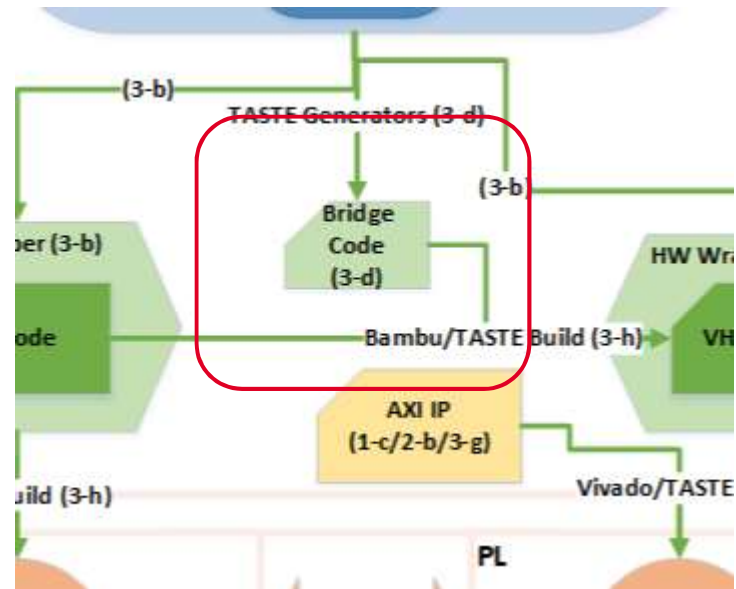 (3-b)
TASTE Generators (3-d)
(3-b)
Bridge
Code
(3-d)
per (3-b)
HW Wra
ode
Bambu/TASTE Build (3-h)
VH
AXI IP
(1-c/2-b/3-g)
uild (3-h)
Vivado/TASTE
PL